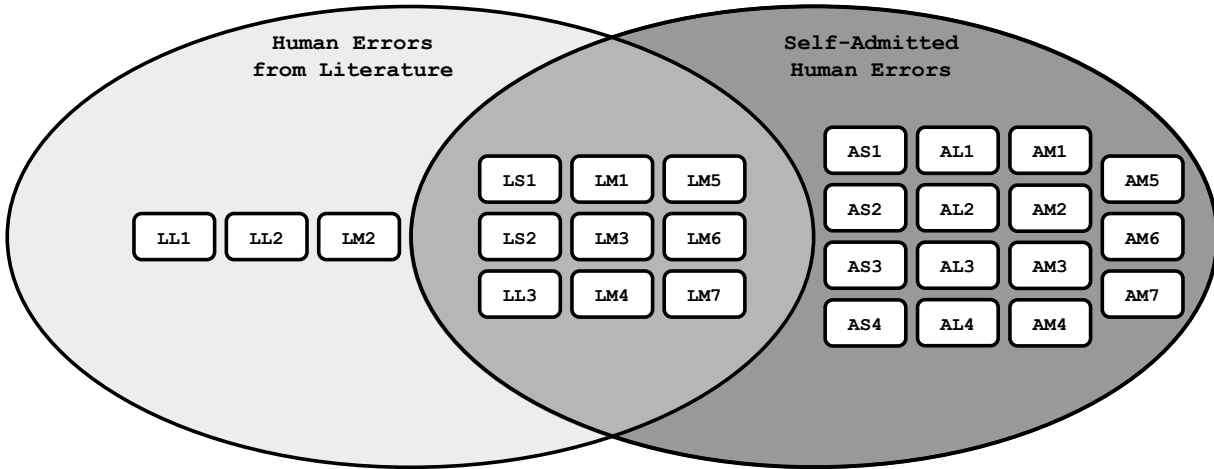 Human Errors
from Literature
Self-Admitted
Human Errors
LL1 LL2 LM2
LS1 LM1 LM5
LS2 LM3 LM6
LL3 LM4 LM7
AS1 AL1 AM1
AS2 AL2 AM2
AS3 AL3 AM3
AS4 AL4 AM4
AM5
AM6
AM7